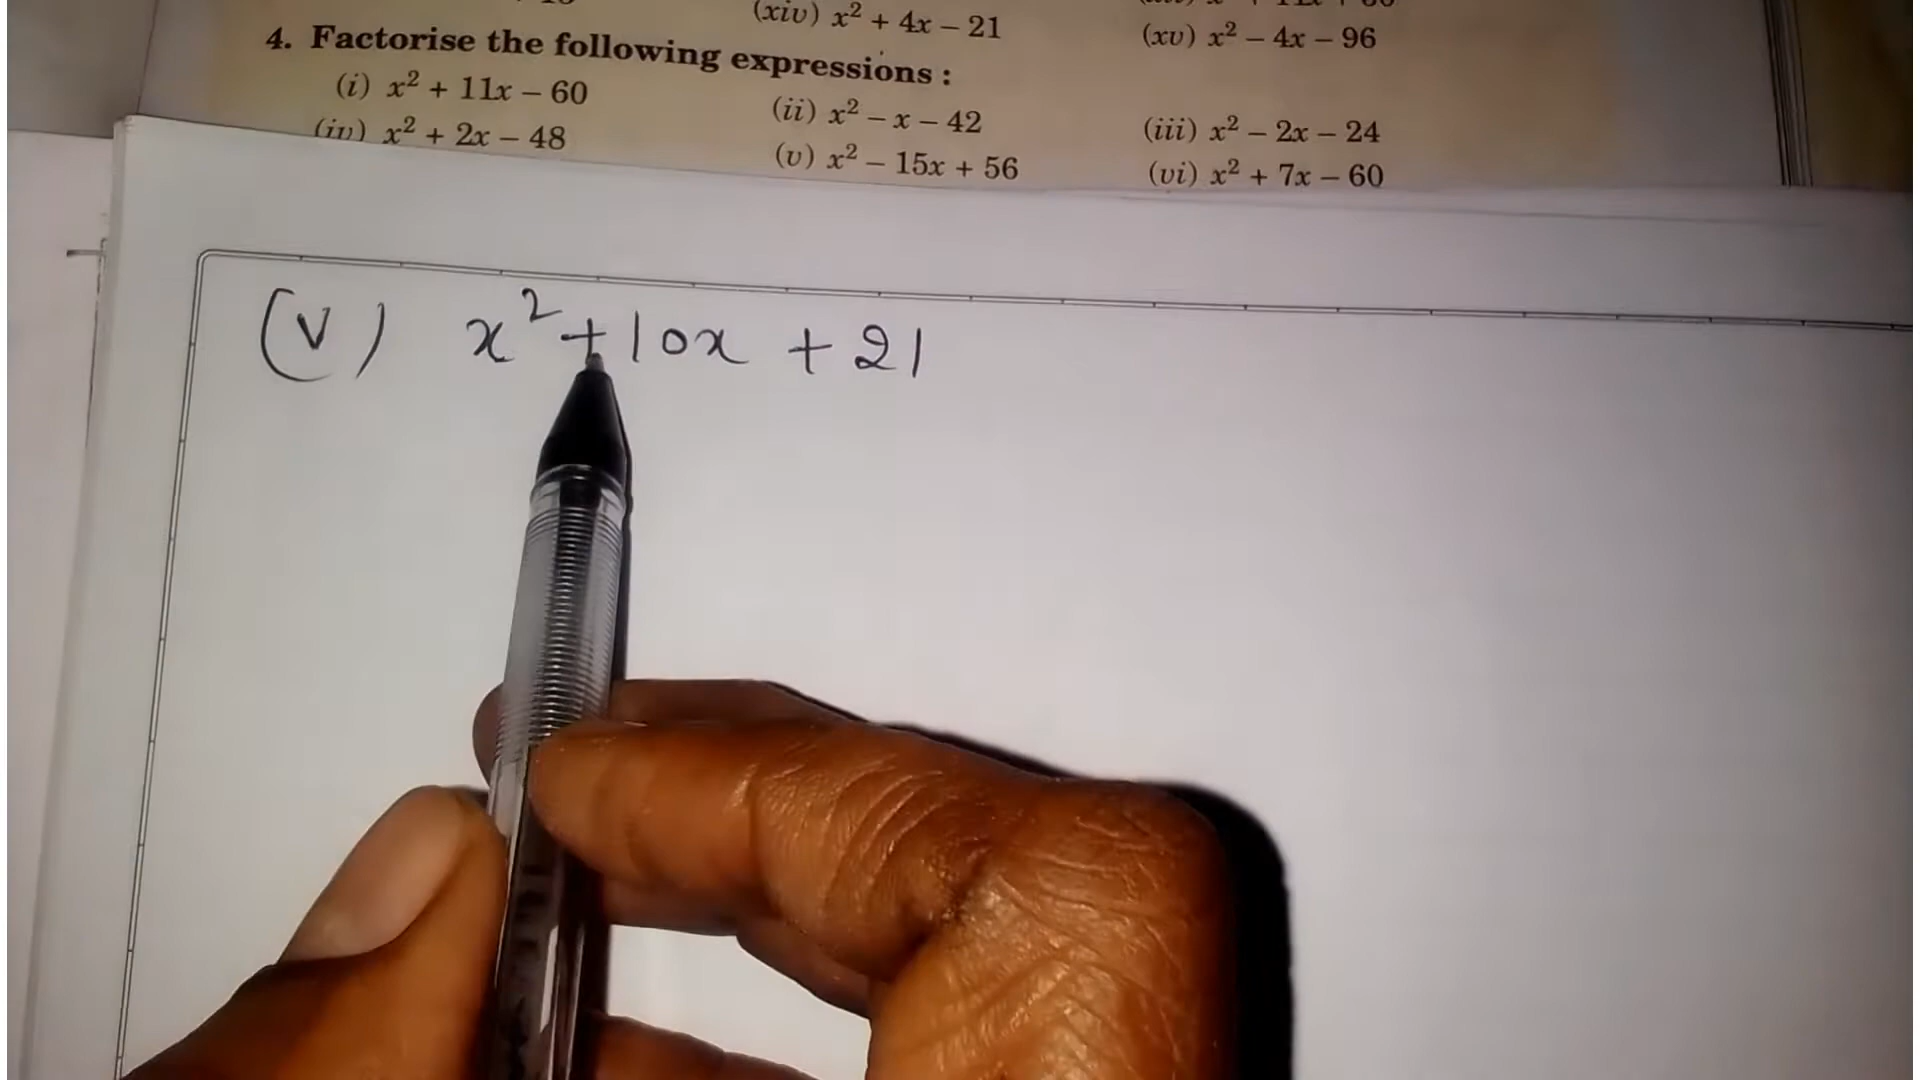 (xiv) x² + 4x – 21
(xv) x² – 4x – 96
4. Factorise the following expressions :
(i) x² + 11x – 60
(ii) x² – x – 42
(iii) x² – 2x – 24
(iv) x² + 2x – 48
(v) x² – 15x + 56
(vi) x² + 7x – 60
(v) x² + 10x + 21